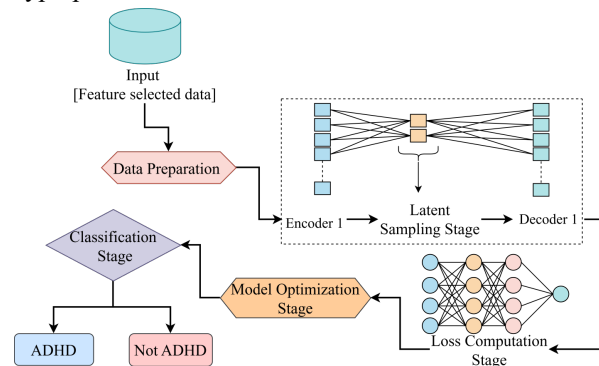 Input
[Feature selected data]
Data Preparation
Encoder 1
Latent
Sampling Stage
Decoder 1
Classification
Stage
Model Optimization
Stage
Loss Computation
Stage
ADHD
Not ADHD